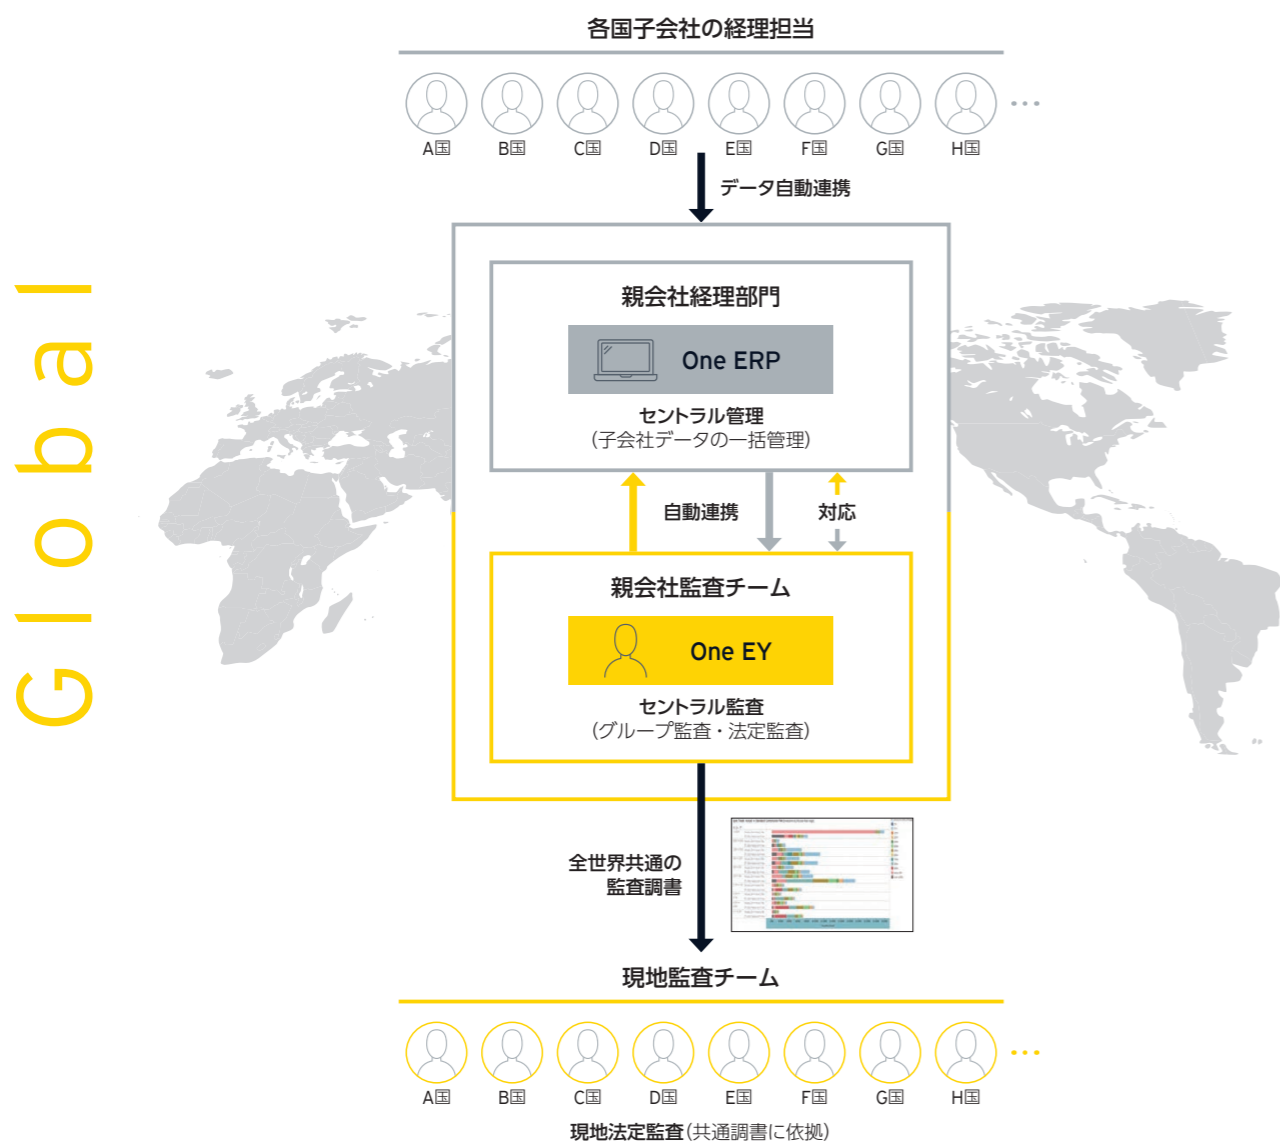 各国子会社の経理担当
A国 B国 C国 D国 E国 F国 G国 H国 …
データ自動連携
Global
親会社経理部門
One ERP
セントラル管理
(子会社データの一括管理)
自動連携
対応
親会社監査チーム
One EY
セントラル監査
(グループ監査・法定監査)
全世界共通の
監査調書
現地監査チーム
A国 B国 C国 D国 E国 F国 G国 H国 …
現地法定監査(共通調書に依拠)